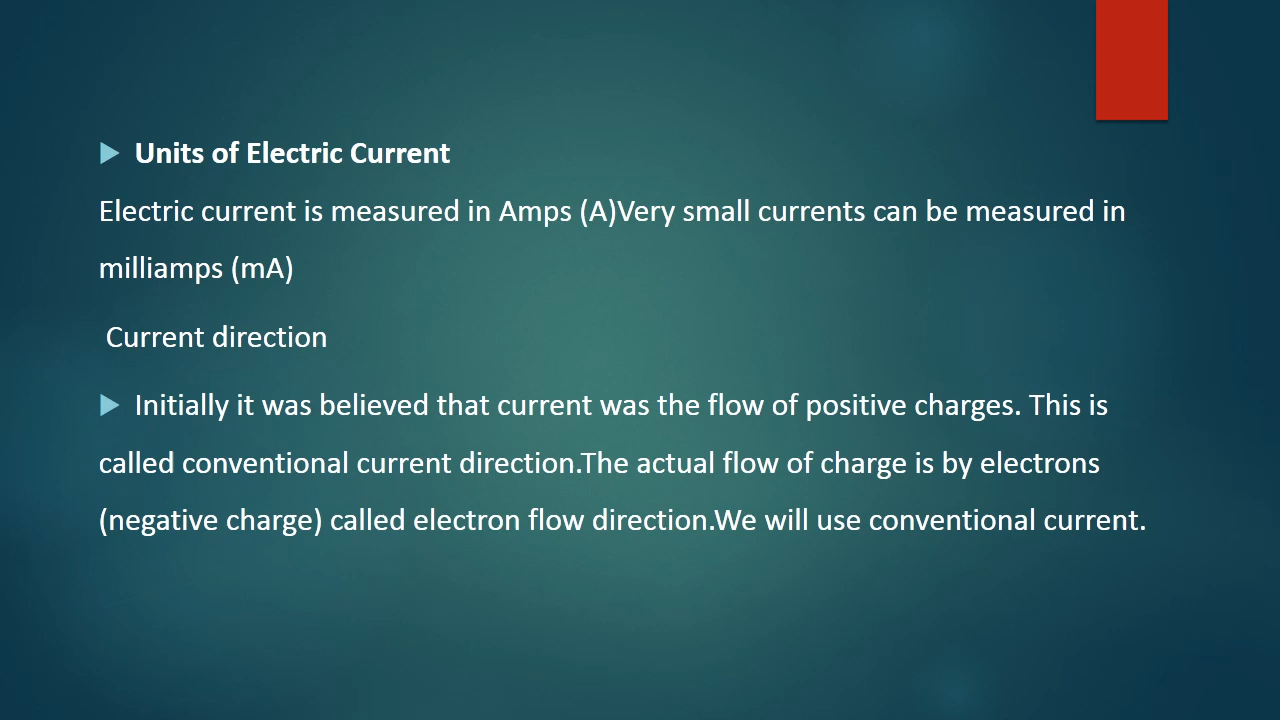 Units of Electric Current
Electric current is measured in Amps (A)Very small currents can be measured in
milliamps (mA)
Current direction
Initially it was believed that current was the flow of positive charges. This is
called conventional current direction.The actual flow of charge is by electrons
(negative charge) called electron flow direction.We will use conventional current.